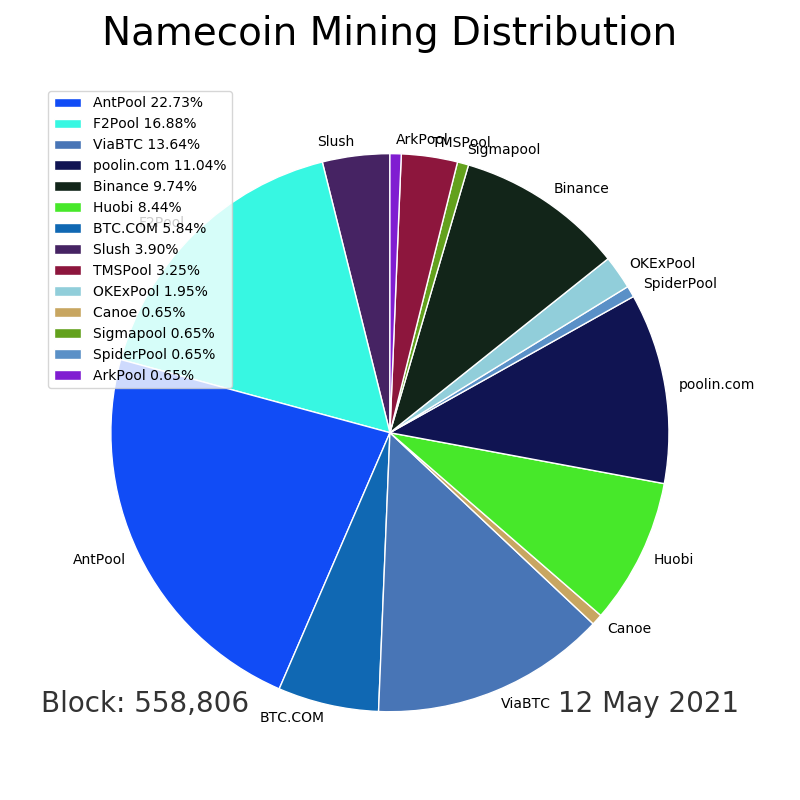 Namecoin Mining Distribution
AntPool 22.73%
F2Pool 16.88%
ViaBTC 13.64%
poolin.com 11.04%
Binance 9.74%
Huobi 8.44%
BTC.COM 5.84%
Slush 3.90%
TMSPool 3.25%
OKExPool 1.95%
Canoe 0.65%
Sigmapool 0.65%
SpiderPool 0.65%
ArkPool 0.65%
Slush
ArkPool
TMSPool
Sigmapool
Binance
F2Pool
OKExPool
SpiderPool
poolin.com
AntPool
Huobi
Canoe
ViaBTC
BTC.COM
Block: 558,806
12 May 2021